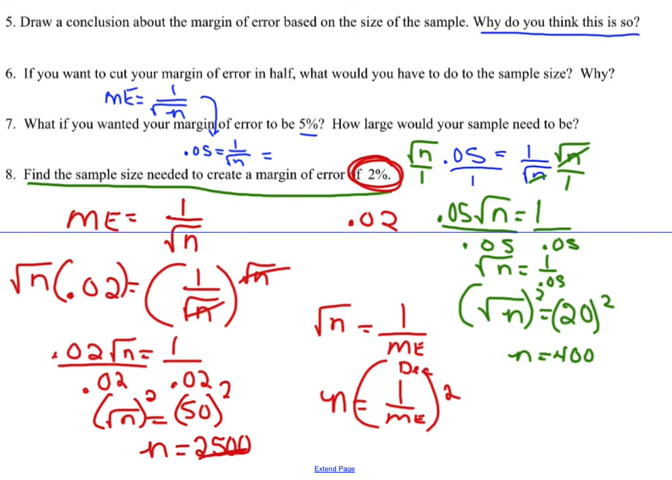 5. Draw a conclusion about the margin of error based on the size of the sample. Why do you think this is so?
6. If you want to cut your margin of error in half, what would you have to do to the sample size? Why?
ME = 1/√n
7. What if you wanted your margin of error to be 5%? How large would your sample need to be?
.05 = 1/√n =
8. Find the sample size needed to create a margin of error of 2%.
√n/1 · .05/1 = 1/√n √n/1
.02
.05√n/.05 = 1/.05
√n = 1/.05
(√n)² = (20)²
n = 400
ME = 1/√n
√n(.02) = (1/√n)√n
.02√n/.02 = 1/.02
(√n)² = (50)²
n = 2500
√n = 1/ME
Dec
n = (1/ME)²
Extend Page